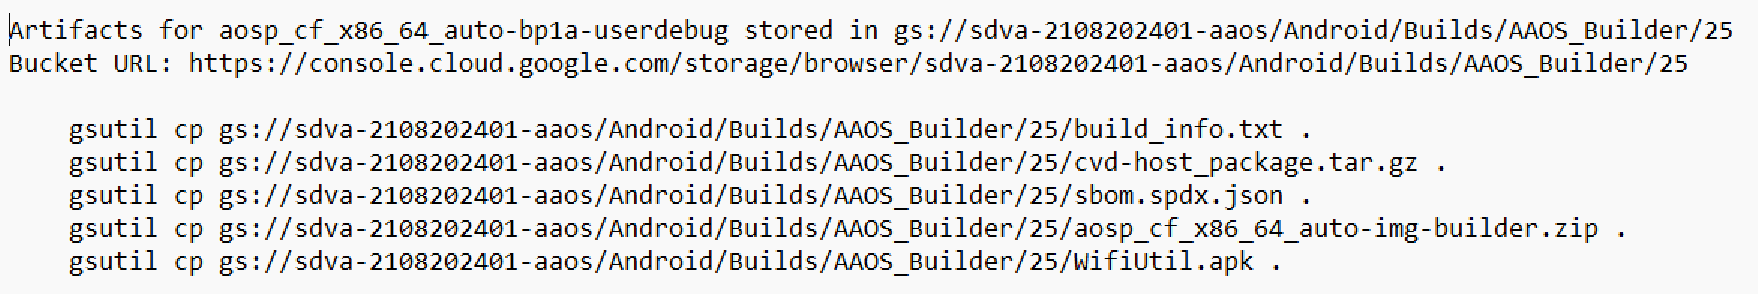 Artifacts for aosp_cf_x86_64_auto-bp1a-userdebug stored in gs://sdva-2108202401-aaos/Android/Builds/AAOS_Builder/25
Bucket URL: https://console.cloud.google.com/storage/browser/sdva-2108202401-aaos/Android/Builds/AAOS_Builder/25

    gsutil cp gs://sdva-2108202401-aaos/Android/Builds/AAOS_Builder/25/build_info.txt .
    gsutil cp gs://sdva-2108202401-aaos/Android/Builds/AAOS_Builder/25/cvd-host_package.tar.gz .
    gsutil cp gs://sdva-2108202401-aaos/Android/Builds/AAOS_Builder/25/sbom.spdx.json .
    gsutil cp gs://sdva-2108202401-aaos/Android/Builds/AAOS_Builder/25/aosp_cf_x86_64_auto-img-builder.zip .
    gsutil cp gs://sdva-2108202401-aaos/Android/Builds/AAOS_Builder/25/WifiUtil.apk .